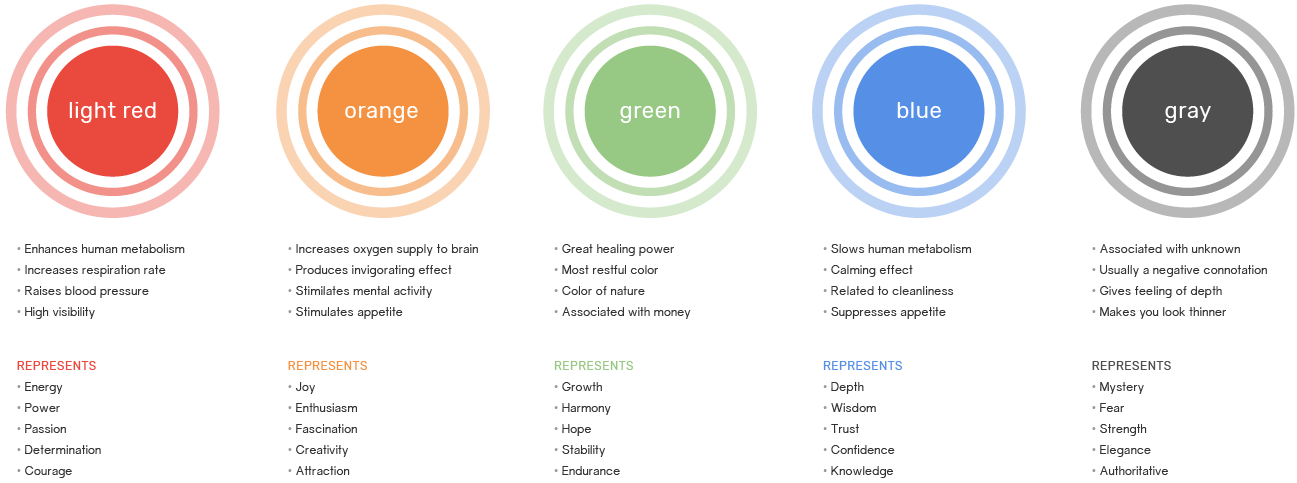 light red
orange
green
blue
gray
• Enhances human metabolism
• Increases respiration rate
• Raises blood pressure
• High visibility
• Increases oxygen supply to brain
• Produces invigorating effect
• Stimilates mental activity
• Stimulates appetite
• Great healing power
• Most restful color
• Color of nature
• Associated with money
• Slows human metabolism
• Calming effect
• Related to cleanliness
• Suppresses appetite
• Associated with unknown
• Usually a negative connotation
• Gives feeling of depth
• Makes you look thinner
REPRESENTS
• Energy
• Power
• Passion
• Determination
• Courage
REPRESENTS
• Joy
• Enthusiasm
• Fascination
• Creativity
• Attraction
REPRESENTS
• Growth
• Harmony
• Hope
• Stability
• Endurance
REPRESENTS
• Depth
• Wisdom
• Trust
• Confidence
• Knowledge
REPRESENTS
• Mystery
• Fear
• Strength
• Elegance
• Authoritative